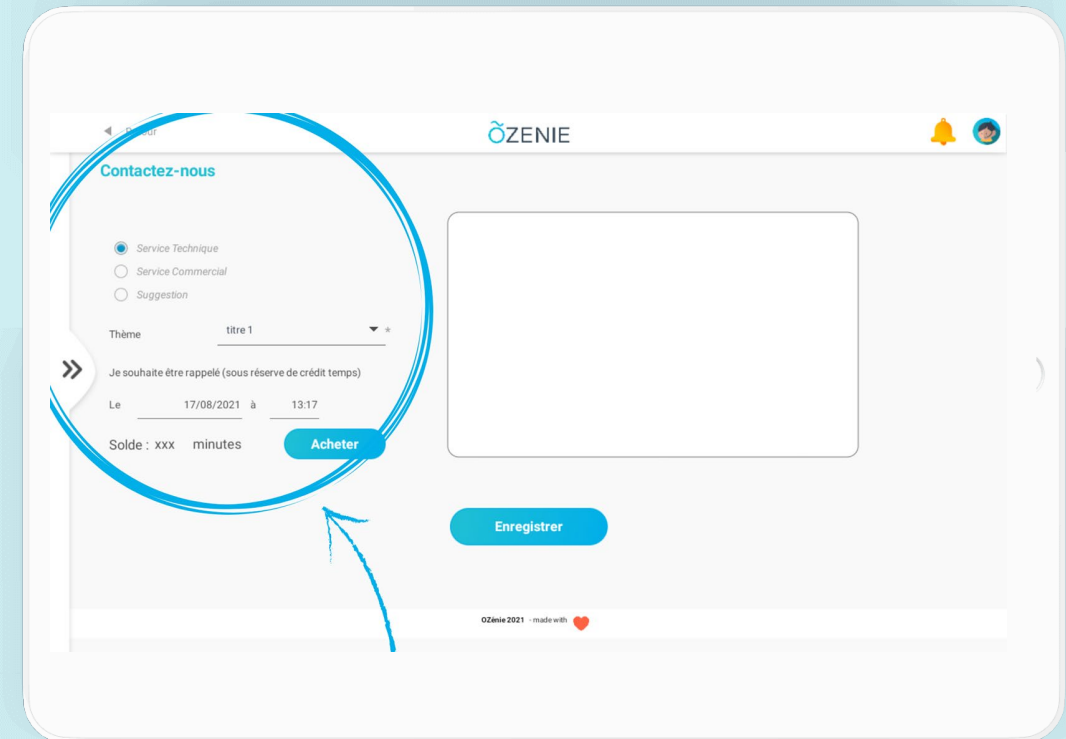 Retour
ÕZENIE
Contactez-nous
Service Technique
Service Commercial
Suggestion
Thème titre 1 *
Je souhaite être rappelé (sous réserve de crédit temps)
Le 17/08/2021 à 13:17
Solde : xxx minutes Acheter
Enregistrer
OZénie 2021 - made with